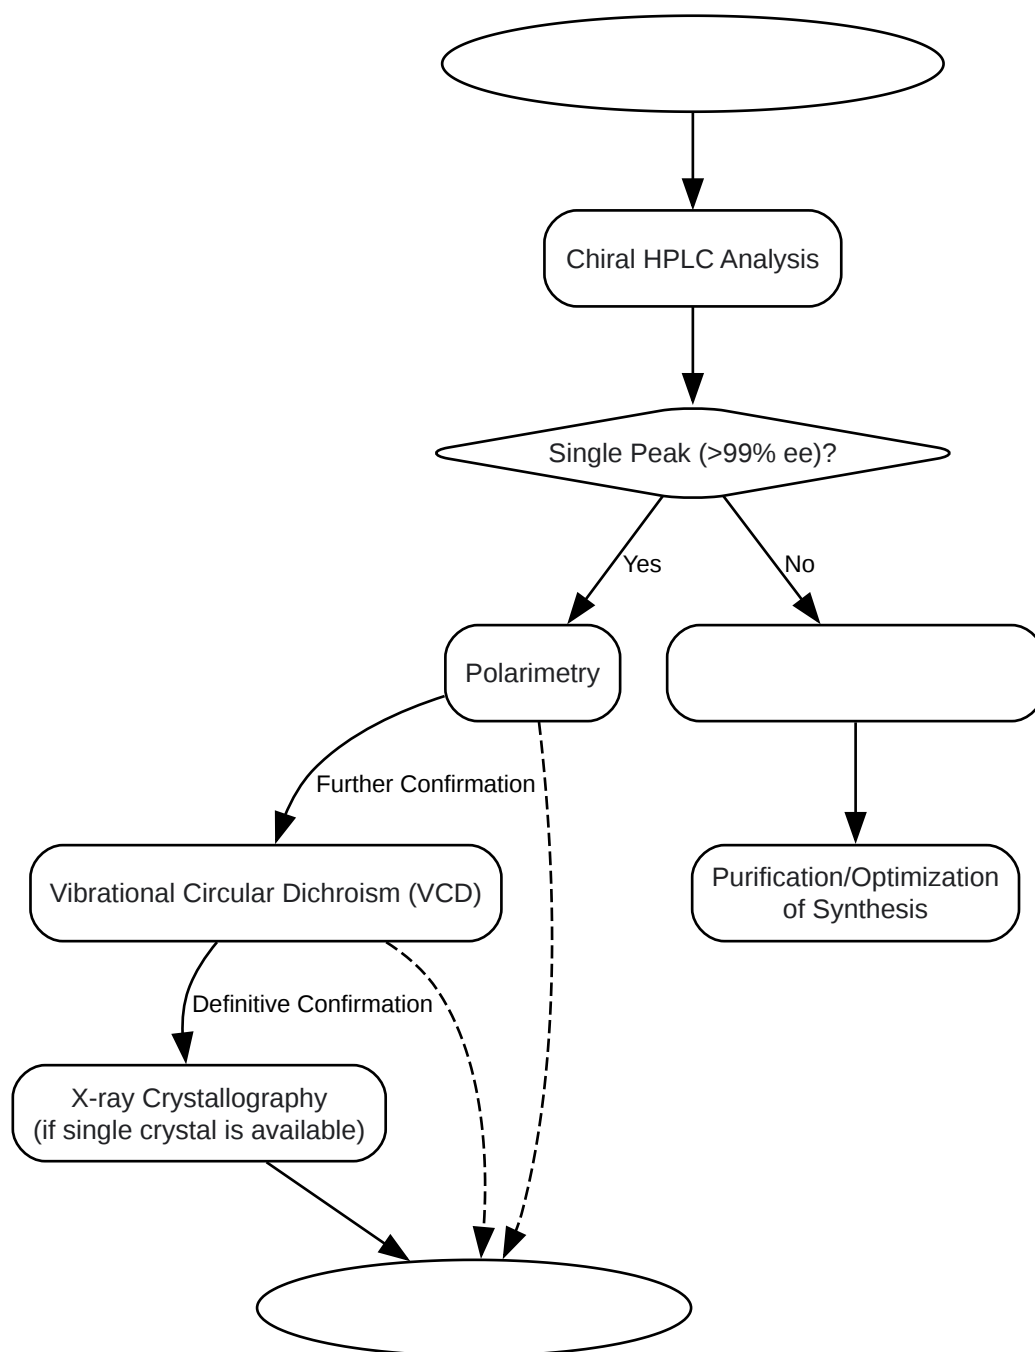 Chiral HPLC Analysis
Single Peak (>99% ee)?
Yes
No
Polarimetry
Further Confirmation
Vibrational Circular Dichroism (VCD)
Purification/Optimization
of Synthesis
Definitive Confirmation
X-ray Crystallography
(if single crystal is available)